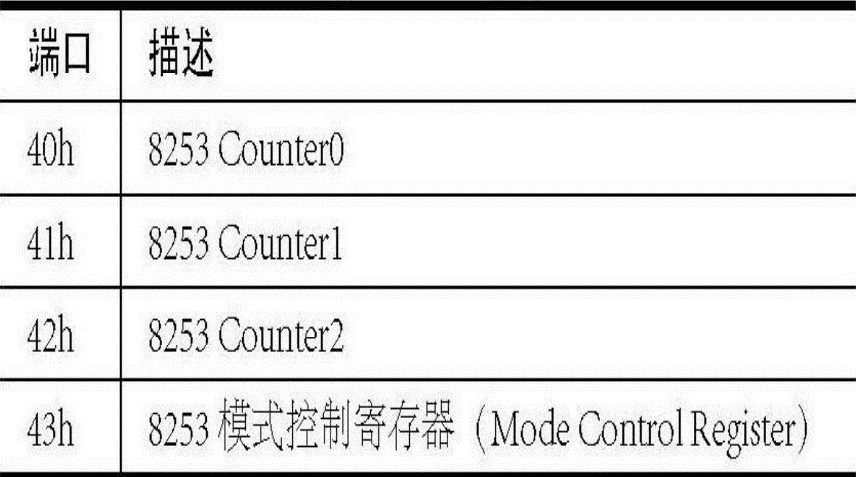 端口 描述
40h 8253 Counter0
41h 8253 Counter1
42h 8253 Counter2
43h 8253 模式控制寄存器（Mode Control Register）